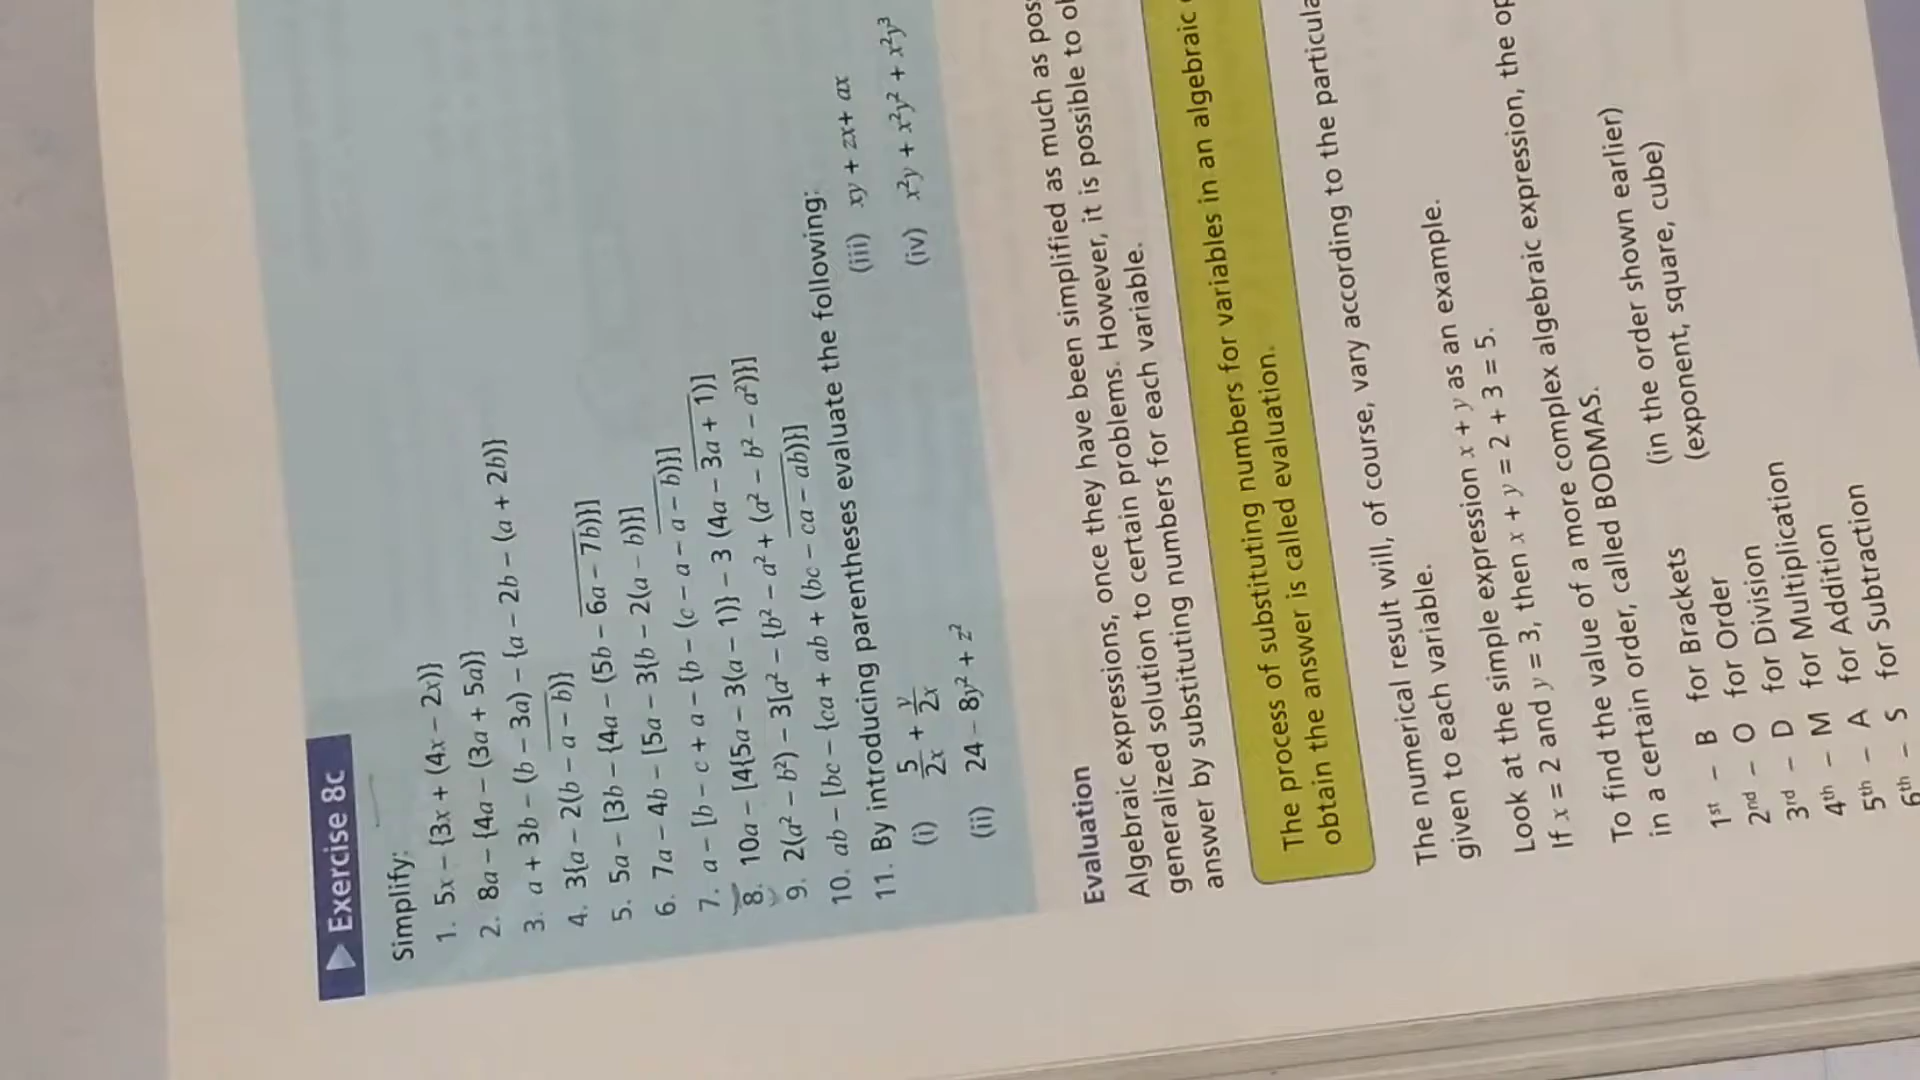 Exercise 8c
Simplify:
1. 5x – {3x + (4x – 2x)}
2. 8a – {4a – (3a + 5a)}
3. a + 3b – (b – 3a) – {a – 2b – (a + 2b)}
4. 3{a – 2(b – a̅ ̅–̅ ̅b̅)}
5. 5a – [3b – {4a – (5b – 6̅a̅ ̅–̅ ̅7̅b̅)}]
6. 7a – 4b – [5a – 3{b – 2(a – b)}]
7. a – [b – c + a – {b – (c – a – a̅ ̅–̅ ̅b̅)}]
8. 10a – [4{5a – 3(a – 1)} – 3 (4a – 3̅a̅ ̅+̅ ̅1̅)]
9. 2(a² – b²) – 3[a² – {b² – a² + (a² – b² – a²)}]
10. ab – [bc – {ca + ab + (bc – c̅a̅ ̅–̅ ̅a̅b̅)}]
11. By introducing parentheses evaluate the following:
(i) 5/2x + y/2x (iii) xy + zx+ ax
(ii) 24 – 8y² + z² (iv) x²y + x²y² + x²y³
Evaluation
Algebraic expressions, once they have been simplified as much as
generalized solution to certain problems. However, it is possible to
answer by substituting numbers for each variable.
The process of substituting numbers for variables in an algebraic
obtain the answer is called evaluation.
The numerical result will, of course, vary according to the
given to each variable.
Look at the simple expression x + y as an example.
If x = 2 and y = 3, then x + y = 2 + 3 = 5.
To find the value of a more complex algebraic expression, the
in a certain order, called BODMAS.
1st – B for Brackets (in the order shown earlier)
2nd – O for Order (exponent, square, cube)
3rd – D for Division
4th – M for Multiplication
5th – A for Addition
6th – S for Subtraction